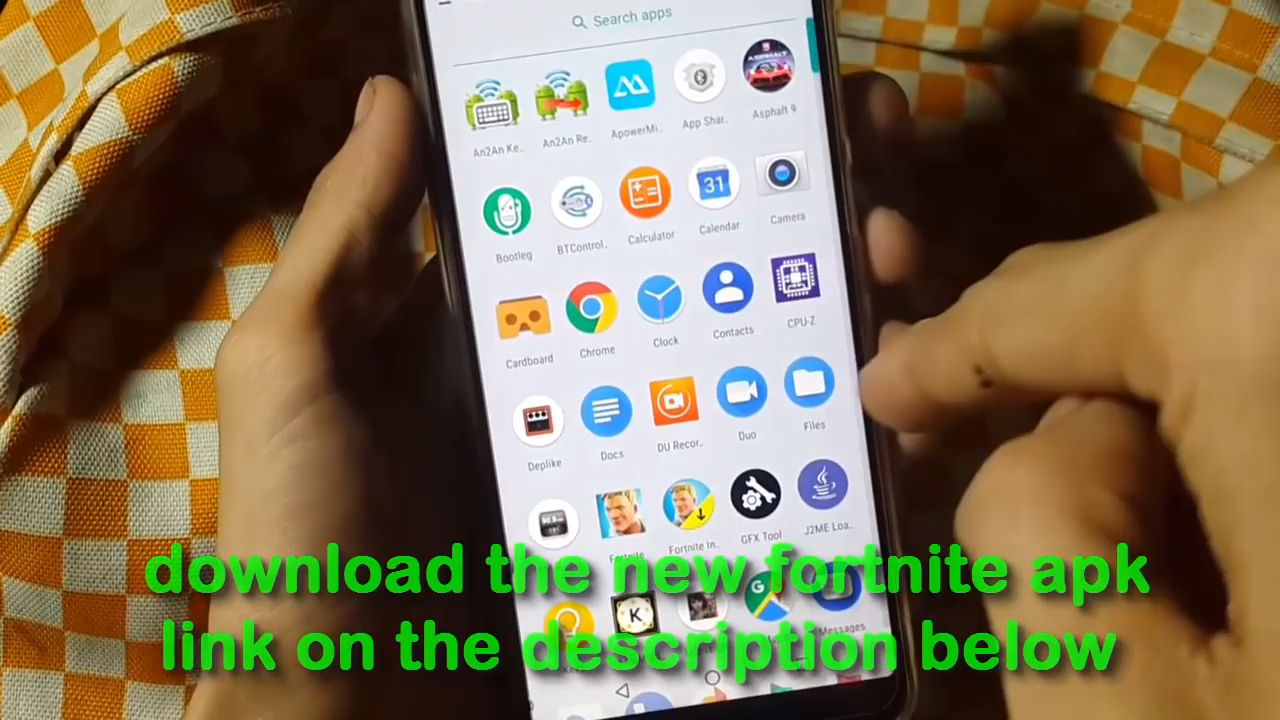 Search apps
An2An Ke..
An2An Re..
ApowerMi..
App Shar..
Asphalt 9
Bootleg
BTControl..
Calculator
31
Calendar
Camera
Cardboard
Chrome
Clock
Contacts
CPU-Z
Deplike
Docs
DU Recor..
Duo
Files
Fortnite
Fortnite In..
GFX Tool
J2ME Loa..
K
G
Messages
download the new fortnite apk
link on the description below